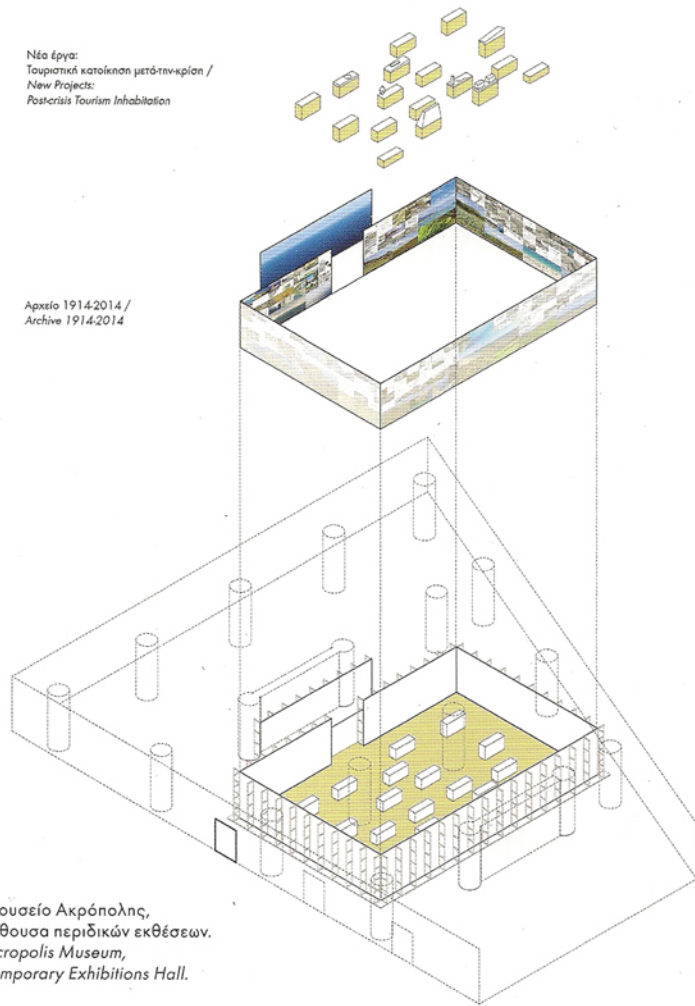 Νέα έργα:
Τουριστική κατοίκηση μετά-την-κρίση /
New Projects:
Post-crisis Tourism Inhabitation
Αρχείο 1914-2014 /
Archive 1914-2014
ουσείο Ακρόπολης,
θουσα περιδικών εκθέσεων.
cropolis Museum,
mporary Exhibitions Hall.